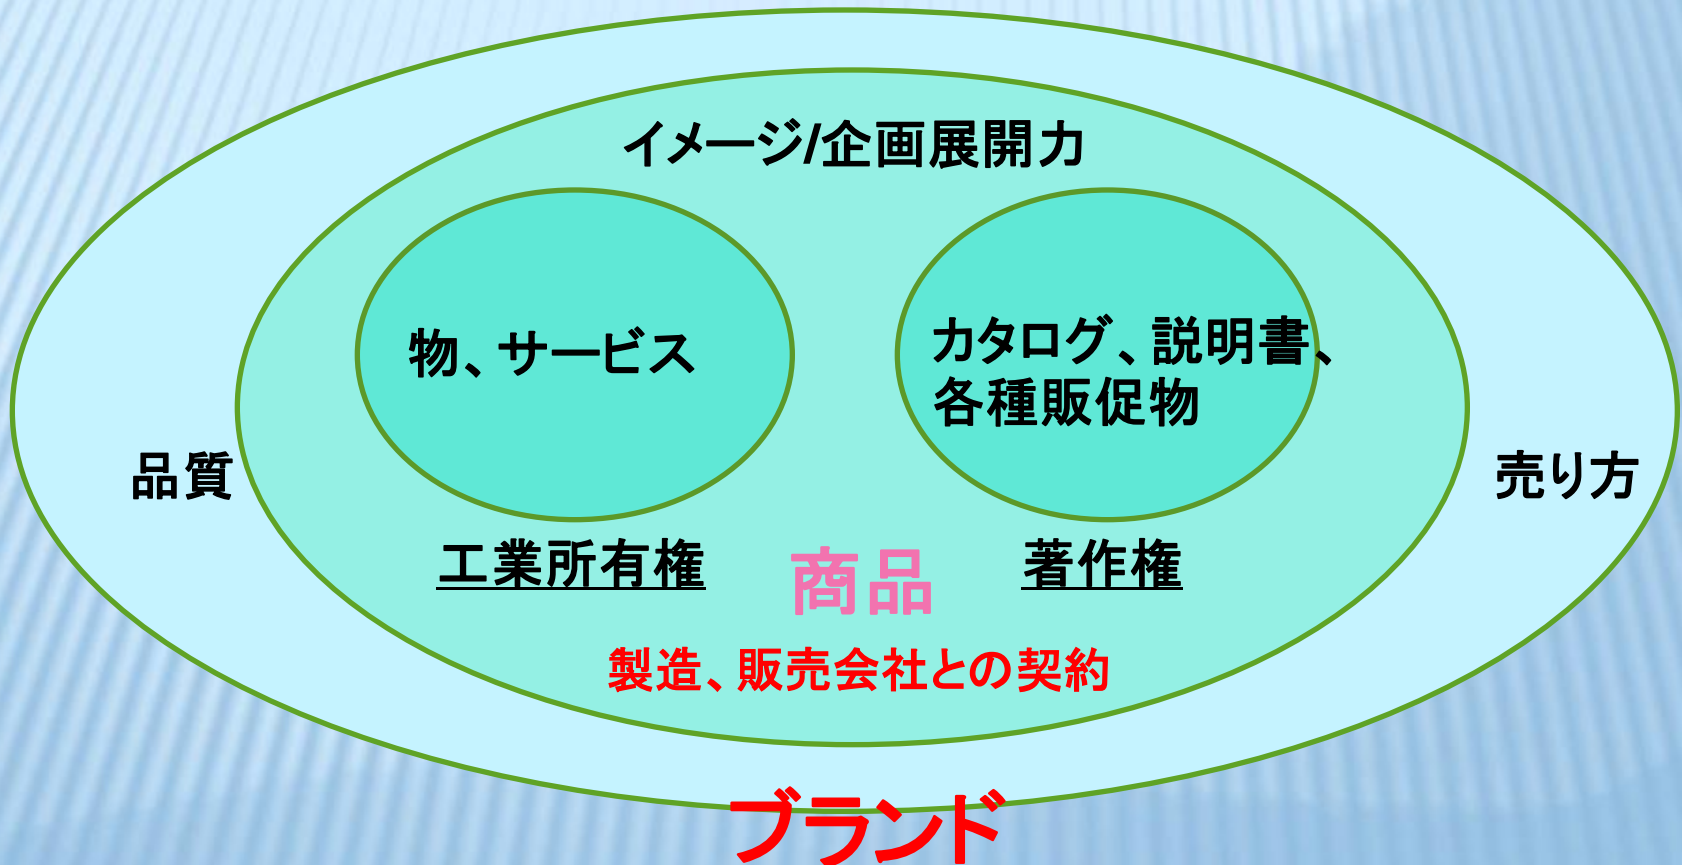 イメージ/企画展開力
物、サービス
カタログ、説明書、
各種販促物
品質
売り方
工業所有権
商品
著作権
製造、販売会社との契約
ブランド